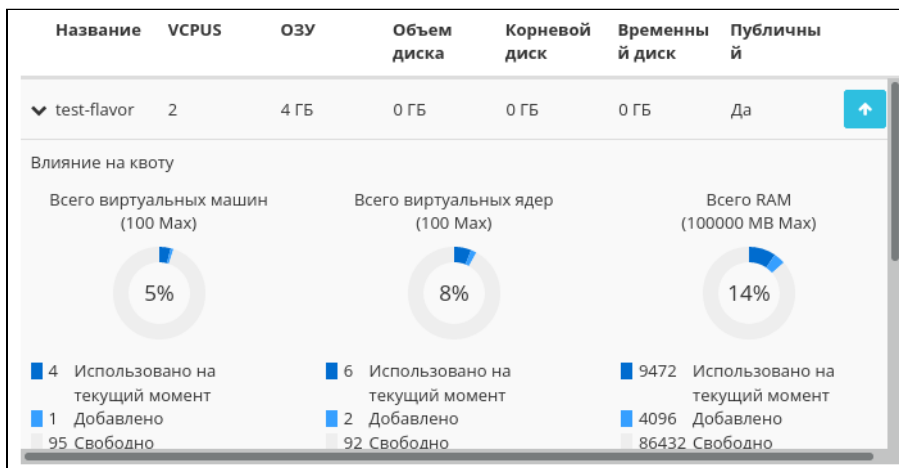 Название VCPUS ОЗУ Объем Корневой Временны Публичны
диска диск й диск й
test-flavor 2 4 ГБ 0 ГБ 0 ГБ 0 ГБ Да
Влияние на квоту
Всего виртуальных машин
(100 Max)
5%
4 Использовано на
текущий момент
1 Добавлено
95 Свободно
Всего виртуальных ядер
(100 Max)
8%
6 Использовано на
текущий момент
2 Добавлено
92 Свободно
Всего RAM
(100000 MB Max)
14%
9472 Использовано на
текущий момент
4096 Добавлено
86432 Свободно